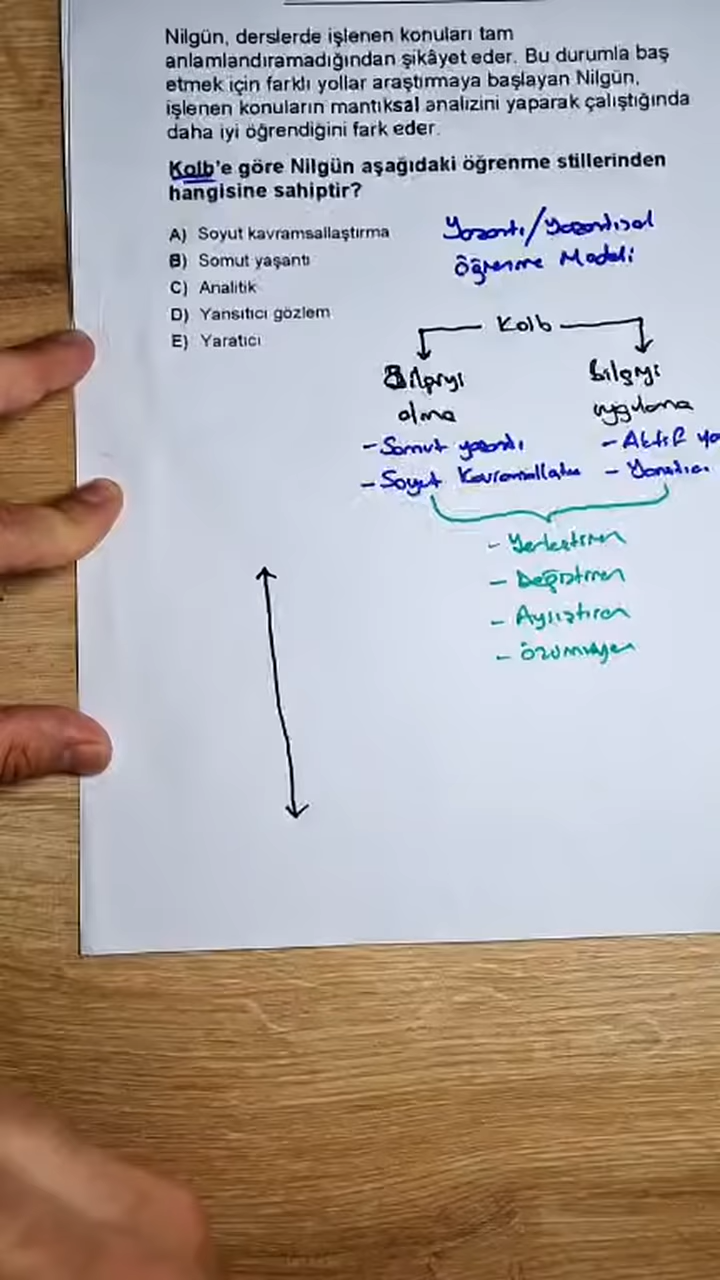 Nilgün, derslerde işlenen konuları tam
anlamlandıramadığından şikâyet eder. Bu durumla baş
etmek için farklı yollar araştırmaya başlayan Nilgün,
işlenen konuların mantıksal analizini yaparak çalıştığında
daha iyi öğrendiğini fark eder.
Kolb'e göre Nilgün aşağıdaki öğrenme stillerinden
hangisine sahiptir?
A) Soyut kavramsallaştırma
B) Somut yaşantı
C) Analitik
D) Yansıtıcı gözlem
E) Yaratıcı
Yaşantı/Yaşantısal
Öğrenme Modeli
Kolb
Bilgiyi
alma
- Somut yaşantı
- Soyut
Bilgiyi
uygulama
- Aktif ya
- Yerleştiren
- Değiştiren
- Ayrıştıran
- Özümseyen